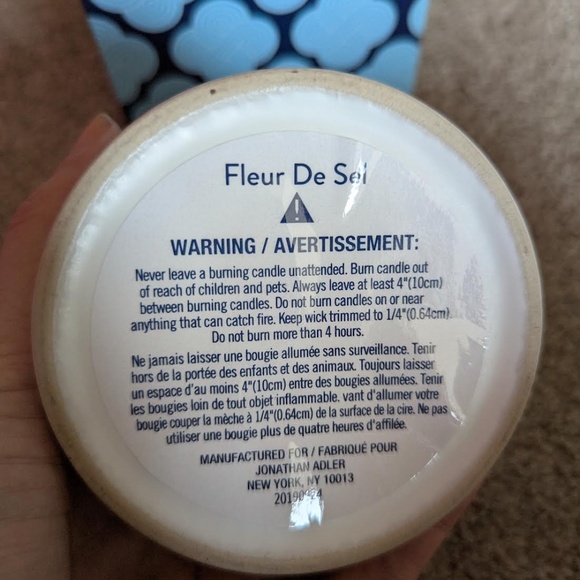 Fleur De Sel
WARNING / AVERTISSEMENT:
Never leave a burning candle unattended. Burn candle out
of reach of children and pets. Always leave at least 4"(10cm)
between burning candles. Do not burn candles on or near
anything that can catch fire. Keep wick trimmed to 1/4"(0.64cm).
Do not burn more than 4 hours.
Ne jamais laisser une bougie allumée sans surveillance. Tenir
hors de la portée des enfants et des animaux. Toujours laisser
un espace d'au moins 4"(10cm) entre des bougies allumées. Tenir
les bougies loin de tout objet inflammable. vant d'allumer votre
bougie couper la mèche à 1/4"(0.64cm) de la surface de la cire. Ne pas
utiliser une bougie plus de quatre heures d'affilée.
MANUFACTURED FOR / FABRIQUÉ POUR
JONATHAN ADLER
NEW YORK, NY 10013